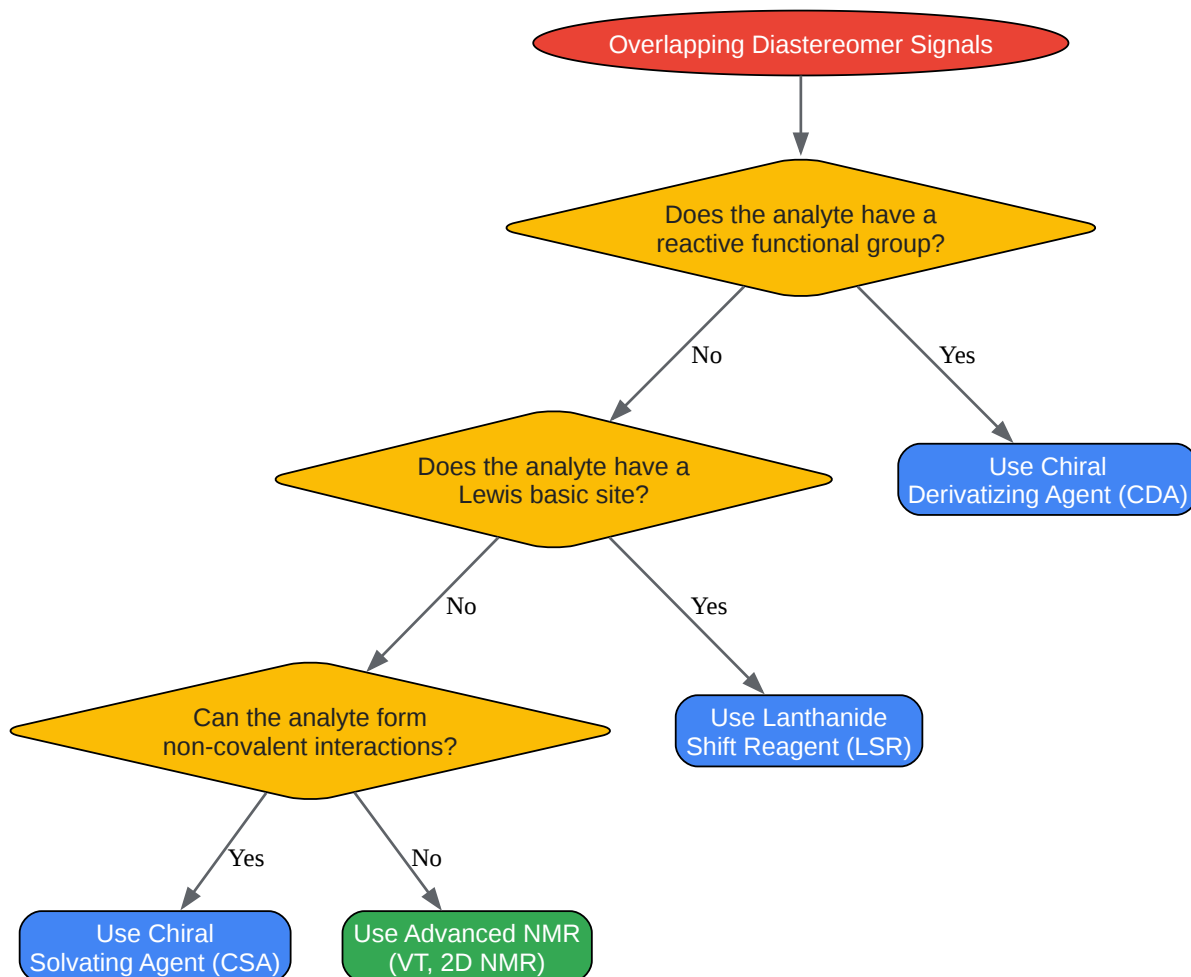 Overlapping Diastereomer Signals
Does the analyte have a
reactive functional group?
No
Yes
Does the analyte have a
Lewis basic site?
Use Chiral
Derivatizing Agent (CDA)
No
Yes
Can the analyte form
non-covalent interactions?
Use Lanthanide
Shift Reagent (LSR)
Yes
No
Use Chiral
Solvating Agent (CSA)
Use Advanced NMR
(VT, 2D NMR)